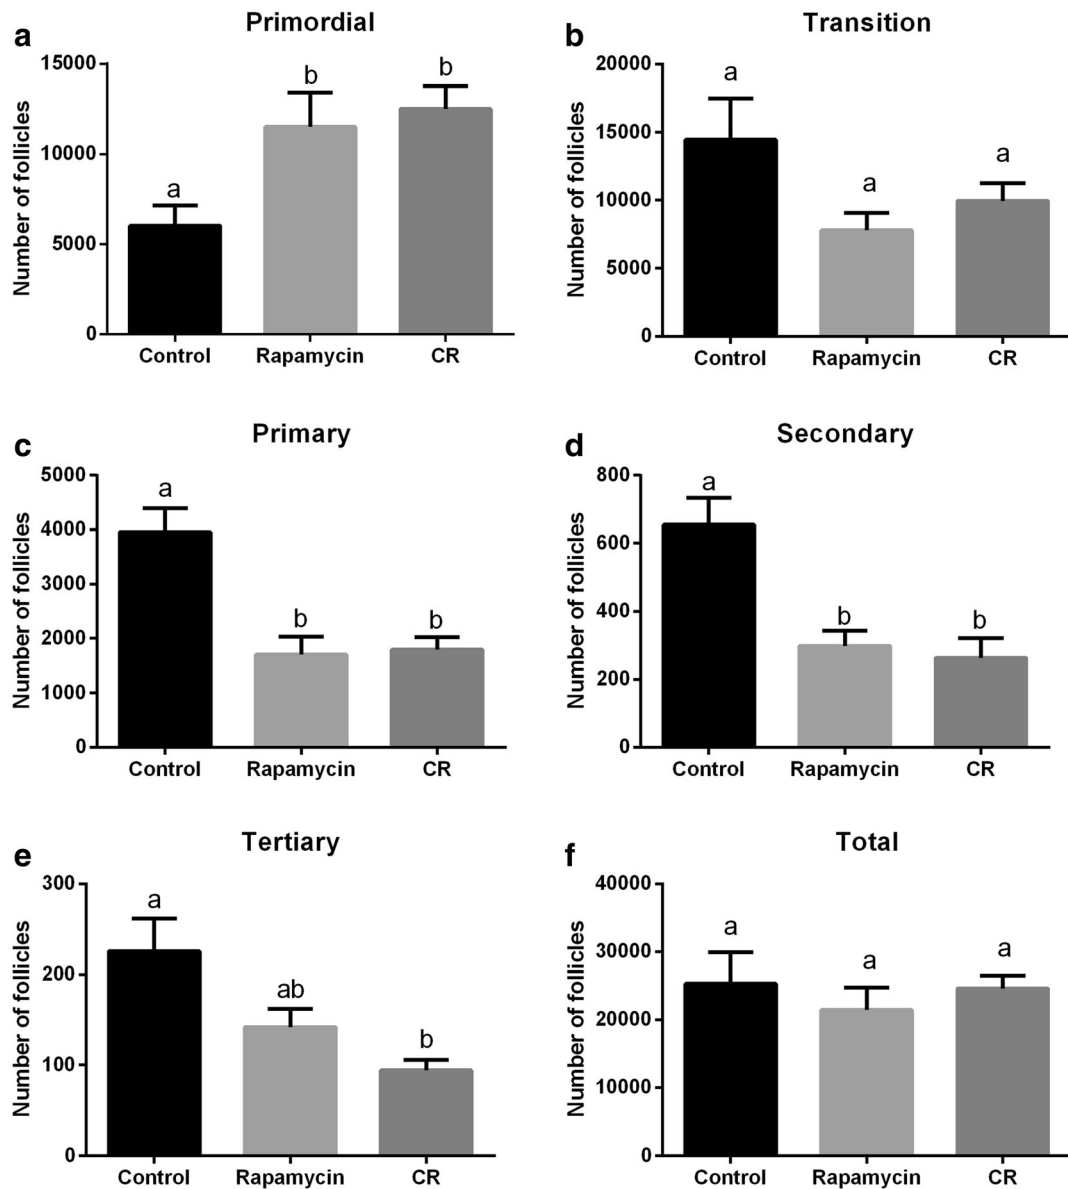 a
Primordial
Number of follicles
15000
10000
5000
0
a
b
b
Control Rapamycin CR
b
Transition
Number of follicles
20000
15000
10000
5000
0
a
a
a
Control Rapamycin CR
c
Primary
Number of follicles
5000
4000
3000
2000
1000
0
a
b
b
Control Rapamycin CR
d
Secondary
Number of follicles
800
600
400
200
0
a
b
b
Control Rapamycin CR
e
Tertiary
Number of follicles
300
200
100
0
a
ab
b
Control Rapamycin CR
f
Total
Number of follicles
40000
30000
20000
10000
0
a
a
a
Control Rapamycin CR